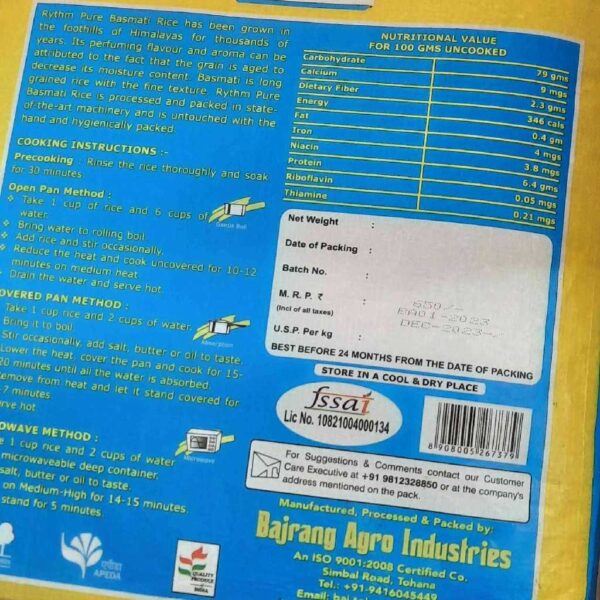 Rythm Pure Basmati Rice has been grown in
the foothills of Himalayas for thousands of
years. Its perfuming flavour and aroma can be
attributed to the fact that the grain is aged to
decrease its moisture content. Basmati is long
grained rice with the fine texture. Rythm Pure
Basmati Rice is processed and packed in state-
of-the-art machinery and is untouched with the
hand and hygienically packed.
COOKING INSTRUCTIONS :-
Precooking : Rinse the rice thoroughly and soak
for 30 minutes
Open Pan Method :
Take 1 cup of rice and 6 cups of
water.
Bring water to rolling boil.
Add rice and stir occasionally.
Reduce the heat and cook uncovered for 10-12
minutes on medium heat.
Drain the water and serve hot.
Gentle Boil
OVERED PAN METHOD :
Take 1 cup rice and 2 cups of water.
Bring it to boil
Stir occasionally, add salt, butter or oil to taste.
Lower the heat, cover the pan and cook for 15-
20 minutes until all the water is absorbed.
emove from heat and let it stand covered for
-7 minutes.
erve hot
Absorption
OWAVE METHOD :
e 1 cup rice and 2 cups of water
microwaveable deep container.
salt, butter or oil to taste.
on Medium-High for 14-15 minutes.
stand for 5 minutes.
Microwave
APEDA
QUALITY
PRODUCE
INDIA
NUTRITIONAL VALUE
FOR 100 GMS UNCOOKED
Carbohydrate 79 gms
Calcium 9 mgs
Dietary Fiber 2.3 gms
Energy 346 cals
Fat 0.4 gm
Iron 4 mgs
Niacin 3.8 mgs
Protein 6.4 gms
Riboflavin 0.05 mgs
Thiamine 0.21 mgs
Net Weight :
Date of Packing :
Batch No. :
M. R. P. ₹ : 650/-
(Incl of all taxes)
U.S.P. Per kg :
DEC-2023
BEST BEFORE 24 MONTHS FROM THE DATE OF PACKING
STORE IN A COOL & DRY PLACE
fssai
Lic No. 10821004000134
8 908005 267379
For Suggestions & Comments contact our Customer
Care Executive at +91 9812328850 or at the company's
address mentioned on the pack.
Manufactured, Processed & Packed by:
Bajrang Agro Industries
An ISO 9001:2008 Certified Co.
Simbal Road, Tohana
Tel.: +91-9416045449